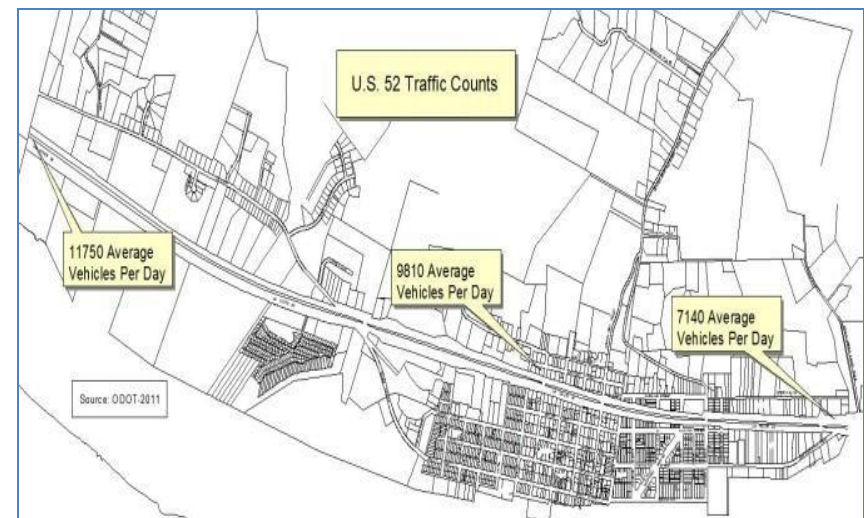 U.S. 52 Traffic Counts
11750 Average
Vehicles Per Day
9810 Average
Vehicles Per Day
7140 Average
Vehicles Per Day
Source: ODOT-2011